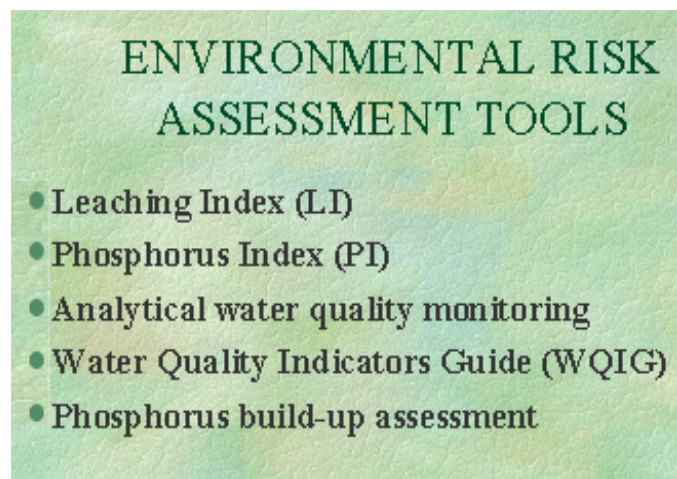 ENVIRONMENTAL RISK
ASSESSMENT TOOLS
Leaching Index (LI)
Phosphorus Index (PI)
Analytical water quality monitoring
Water Quality Indicators Guide (WQIG)
Phosphorus build-up assessment